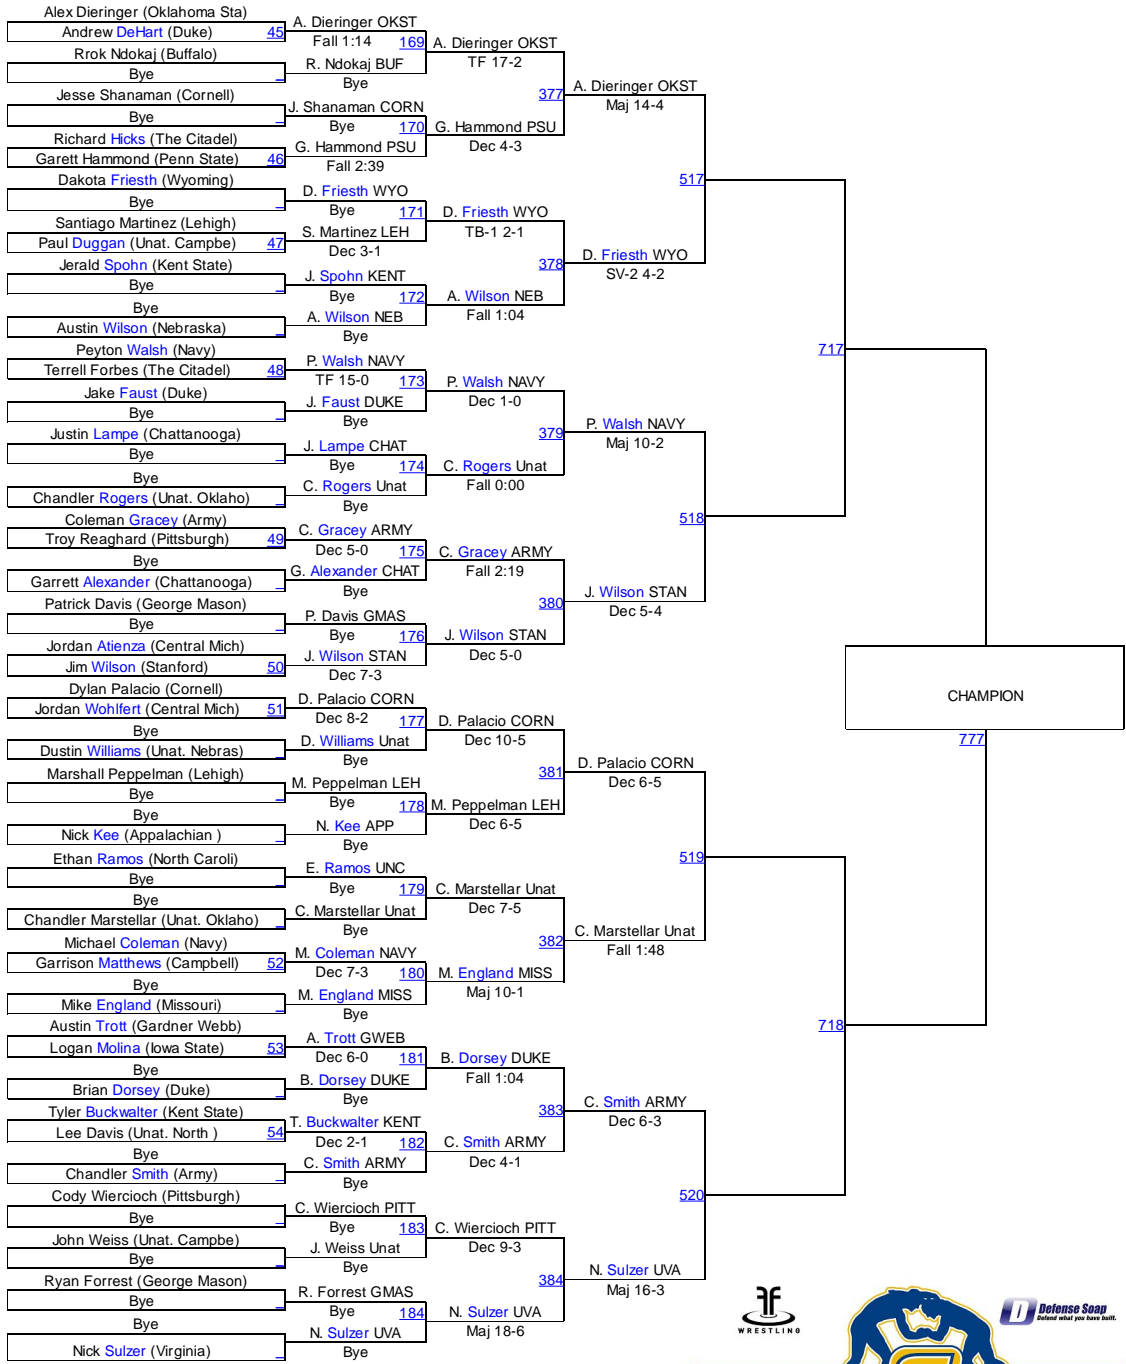 Alex Dieringer (Oklahoma Sta)
Andrew DeHart (Duke) 45
Rrok Ndokaj (Buffalo)
Bye
Jesse Shanaman (Cornell)
Bye
Richard Hicks (The Citadel)
Garett Hammond (Penn State) 46
Dakota Friesth (Wyoming)
Bye
Santiago Martinez (Lehigh)
Paul Duggan (Unat. Campbe) 47
Jerald Spohn (Kent State)
Bye
Bye
Austin Wilson (Nebraska)
Peyton Walsh (Navy)
Terrell Forbes (The Citadel) 48
Jake Faust (Duke)
Bye
Justin Lampe (Chattanooga)
Bye
Bye
Chandler Rogers (Unat. Oklaho)
Coleman Gracey (Army)
Troy Reaghard (Pittsburgh) 49
Bye
Garrett Alexander (Chattanooga)
Patrick Davis (George Mason)
Bye
Jordan Atienza (Central Mich)
Jim Wilson (Stanford) 50
Dylan Palacio (Cornell)
Jordan Wohlfert (Central Mich) 51
Bye
Dustin Williams (Unat. Nebras)
Marshall Peppelman (Lehigh)
Bye
Bye
Nick Kee (Appalachian )
Ethan Ramos (North Caroli)
Bye
Bye
Chandler Marstellar (Unat. Oklaho)
Michael Coleman (Navy)
Garrison Matthews (Campbell) 52
Bye
Mike England (Missouri)
Austin Trott (Gardner Webb)
Logan Molina (Iowa State) 53
Bye
Brian Dorsey (Duke)
Tyler Buckwalter (Kent State)
Lee Davis (Unat. North ) 54
Bye
Chandler Smith (Army)
Cody Wiercioch (Pittsburgh)
Bye
John Weiss (Unat. Campbe)
Bye
Ryan Forrest (George Mason)
Bye
Bye
Nick Sulzer (Virginia)
A. Dieringer OKST
Fall 1:14 169
R. Ndokaj BUF
Bye
J. Shanaman CORN
Bye 170
G. Hammond PSU
Fall 2:39
D. Friesth WYO
Bye 171
S. Martinez LEH
Dec 3-1
J. Spohn KENT
Bye 172
A. Wilson NEB
Bye
P. Walsh NAVY
TF 15-0 173
J. Faust DUKE
Bye
J. Lampe CHAT
Bye 174
C. Rogers Unat
Bye
C. Gracey ARMY
Dec 5-0 175
G. Alexander CHAT
Bye
P. Davis GMAS
Bye 176
J. Wilson STAN
Dec 7-3
D. Palacio CORN
Dec 8-2 177
D. Williams Unat
Bye
M. Peppelman LEH
Bye 178
N. Kee APP
Bye
E. Ramos UNC
Bye 179
C. Marstellar Unat
Bye
M. Coleman NAVY
Dec 7-3 180
M. England MISS
Bye
A. Trott GWEB
Dec 6-0 181
B. Dorsey DUKE
Bye
T. Buckwalter KENT
Dec 2-1 182
C. Smith ARMY
Bye
C. Wiercioch PITT
Bye 183
J. Weiss Unat
Bye
R. Forrest GMAS
Bye 184
N. Sulzer UVA
Bye
A. Dieringer OKST
TF 17-2
377
G. Hammond PSU
Dec 4-3
D. Friesth WYO
TB-1 2-1
378
A. Wilson NEB
Fall 1:04
P. Walsh NAVY
Dec 1-0
379
C. Rogers Unat
Fall 0:00
C. Gracey ARMY
Fall 2:19
380
J. Wilson STAN
Dec 5-0
D. Palacio CORN
Dec 10-5
381
M. Peppelman LEH
Dec 6-5
C. Marstellar Unat
Dec 7-5
382
M. England MISS
Maj 10-1
B. Dorsey DUKE
Fall 1:04
383
C. Smith ARMY
Dec 4-1
C. Wiercioch PITT
Dec 9-3
384
N. Sulzer UVA
Maj 18-6
A. Dieringer OKST
Maj 14-4
517
D. Friesth WYO
SV-2 4-2
P. Walsh NAVY
Maj 10-2
518
J. Wilson STAN
Dec 5-4
D. Palacio CORN
Dec 6-5
519
C. Marstellar Unat
Fall 1:48
C. Smith ARMY
Dec 6-3
520
N. Sulzer UVA
Maj 16-3
717
718
CHAMPION
777
WRESTLING
D Defense Soap
Defend what you have built.